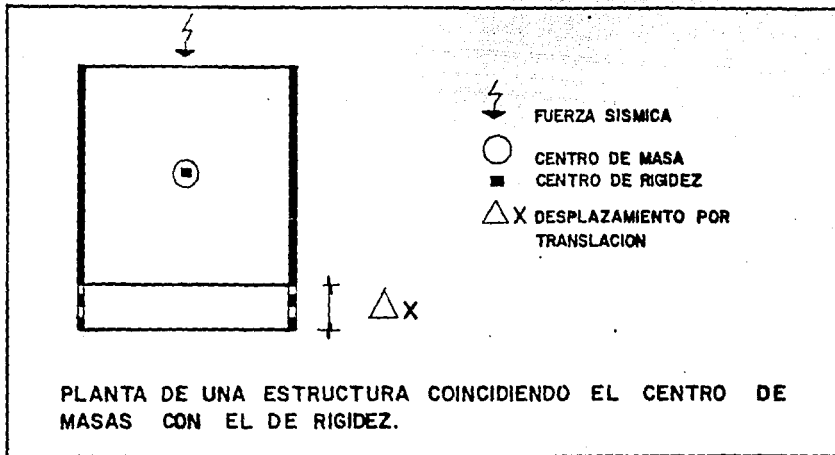 FUERZA SISMICA
CENTRO DE MASA
CENTRO DE RIGIDEZ
△X DESPLAZAMIENTO POR
TRANSLACION
△X
PLANTA DE UNA ESTRUCTURA COINCIDIENDO EL CENTRO DE
MASAS CON EL DE RIGIDEZ.